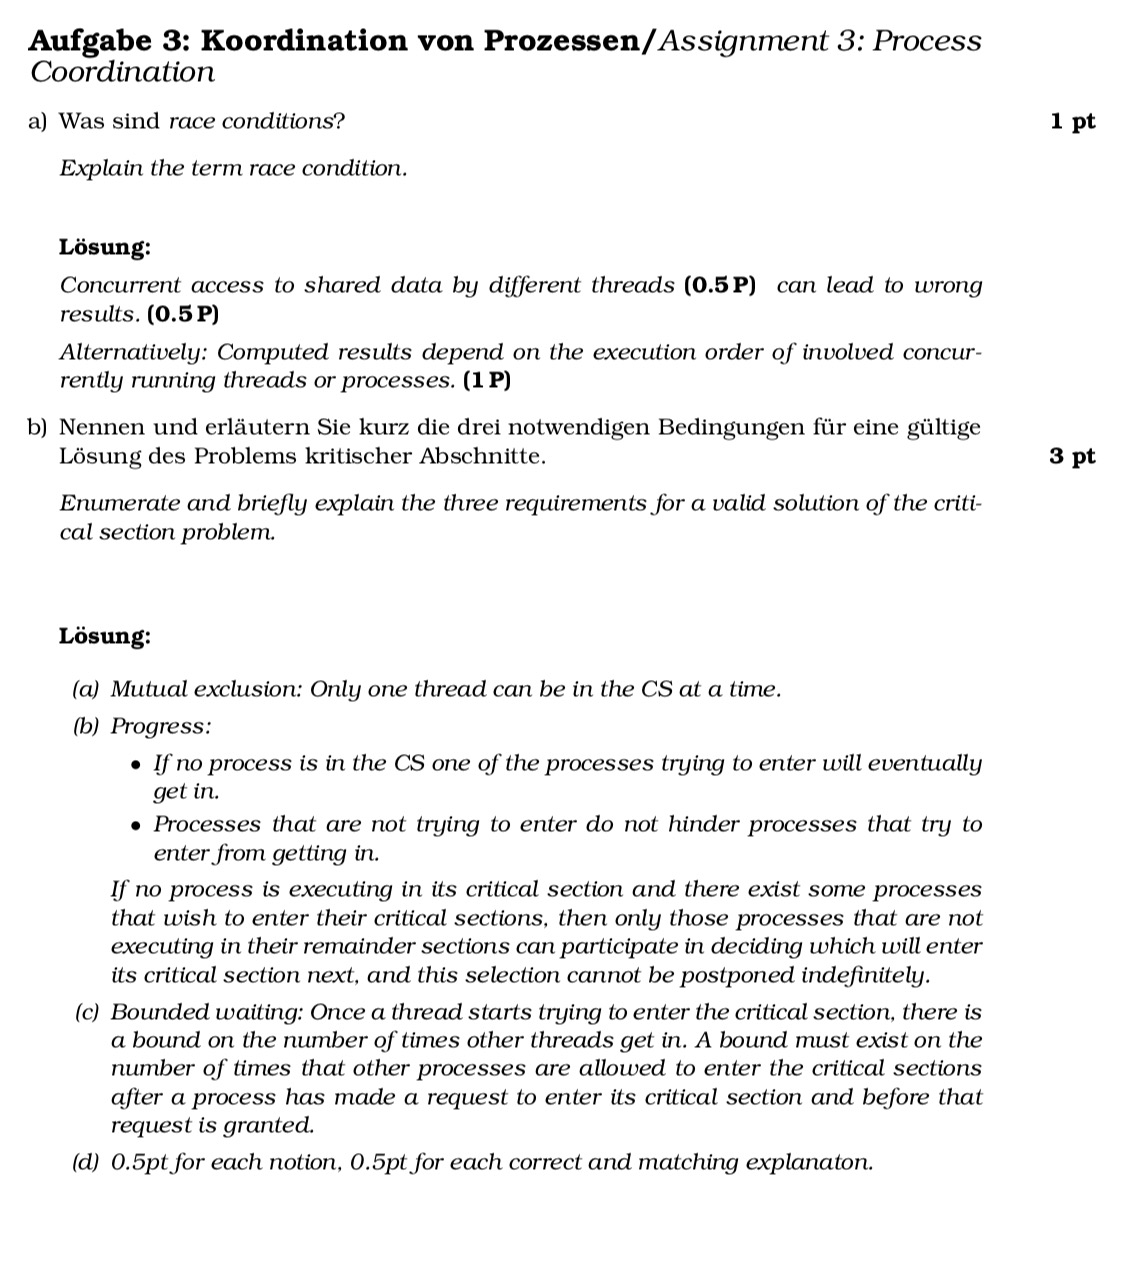 Aufgabe 3: Koordination von Prozessen/Assignment 3: Process
Coordination
a) Was sind race conditions? 1 pt
Explain the term race condition.
Lösung:
Concurrent access to shared data by different threads (0.5 P) can lead to wrong
results. (0.5 P)
Alternatively: Computed results depend on the execution order of involved concur-
rently running threads or processes. (1 P)
b) Nennen und erläutern Sie kurz die drei notwendigen Bedingungen für eine gültige
Lösung des Problems kritischer Abschnitte. 3 pt
Enumerate and briefly explain the three requirements for a valid solution of the criti-
cal section problem.
Lösung:
(a) Mutual exclusion: Only one thread can be in the CS at a time.
(b) Progress:
• If no process is in the CS one of the processes trying to enter will eventually
get in.
• Processes that are not trying to enter do not hinder processes that try to
enter from getting in.
If no process is executing in its critical section and there exist some processes
that wish to enter their critical sections, then only those processes that are not
executing in their remainder sections can participate in deciding which will enter
its critical section next, and this selection cannot be postponed indefinitely.
(c) Bounded waiting: Once a thread starts trying to enter the critical section, there is
a bound on the number of times other threads get in. A bound must exist on the
number of times that other processes are allowed to enter the critical sections
after a process has made a request to enter its critical section and before that
request is granted.
(d) 0.5pt for each notion, 0.5pt for each correct and matching explanaton.